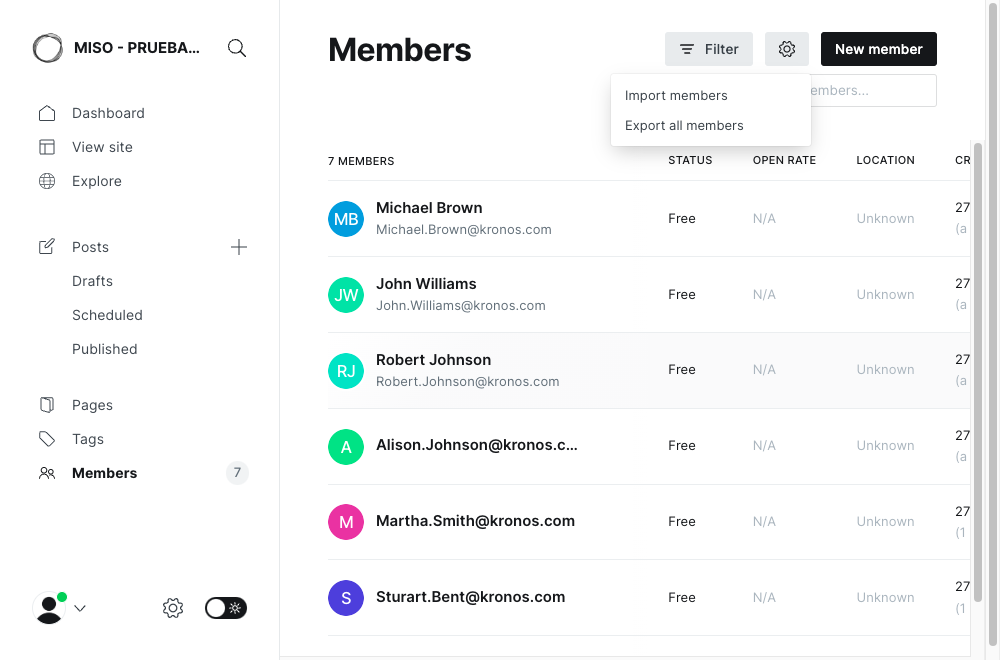 MISO - PRUEBA...
Dashboard
View site
Explore
Posts
Drafts
Scheduled
Published
Pages
Tags
Members
7
Members
Filter
New member
embers...
Import members
Export all members
7 MEMBERS STATUS OPEN RATE LOCATION CR
MB Michael Brown
Michael.Brown@kronos.com
Free N/A Unknown 27
(a
JW John Williams
John.Williams@kronos.com
Free N/A Unknown 27
(a
RJ Robert Johnson
Robert.Johnson@kronos.com
Free N/A Unknown 27
(a
A Alison.Johnson@kronos.c... Free N/A Unknown 27
(a
M Martha.Smith@kronos.com Free N/A Unknown 27
(1
S Sturart.Bent@kronos.com Free N/A Unknown 27
(1